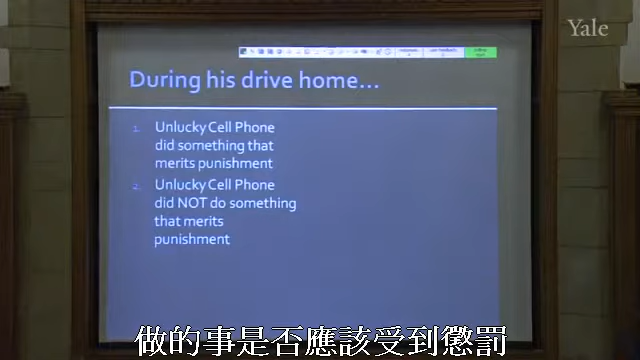 Yale
During his drive home...
1. Unlucky Cell Phone
did something that
merits punishment
2. Unlucky Cell Phone
did NOT do something
that merits
punishment
做的事是否應該受到懲罰